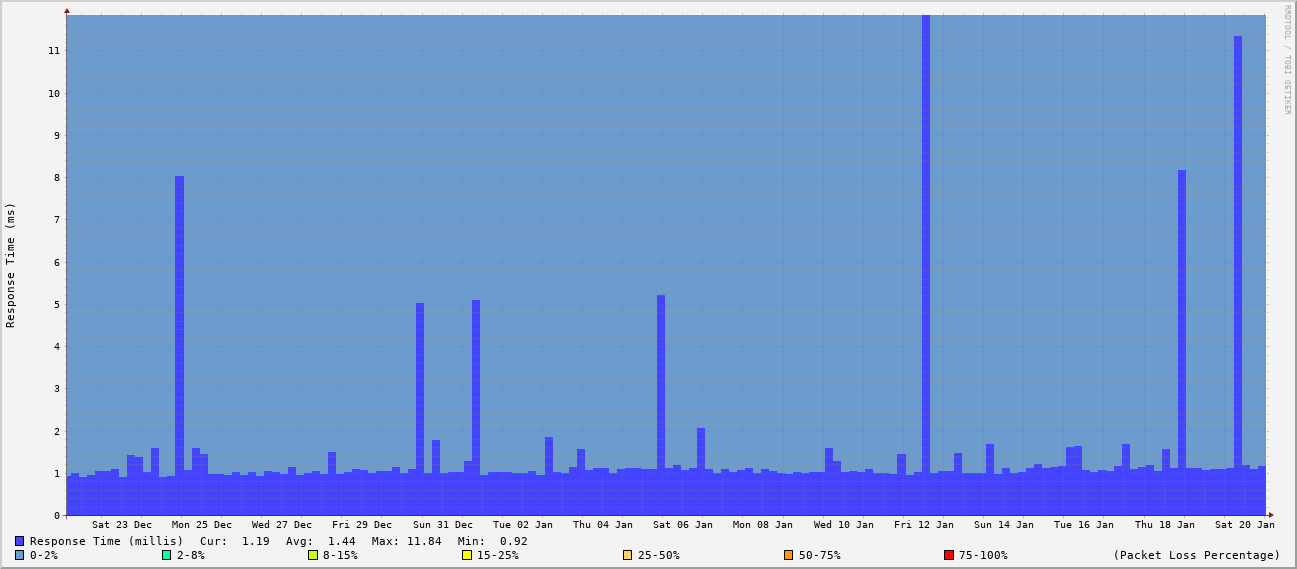 RRDTOOL / TOBI OETIKER
Response Time (ms)
11
10
9
8
7
6
5
4
3
2
1
0
Sat 23 Dec Mon 25 Dec Wed 27 Dec Fri 29 Dec Sun 31 Dec Tue 02 Jan Thu 04 Jan Sat 06 Jan Mon 08 Jan Wed 10 Jan Fri 12 Jan Sun 14 Jan Tue 16 Jan Thu 18 Jan Sat 20 Jan
Response Time (millis) Cur: 1.19 Avg: 1.44 Max: 11.84 Min: 0.92
0-2% 2-8% 8-15% 15-25% 25-50% 50-75% 75-100% (Packet Loss Percentage)